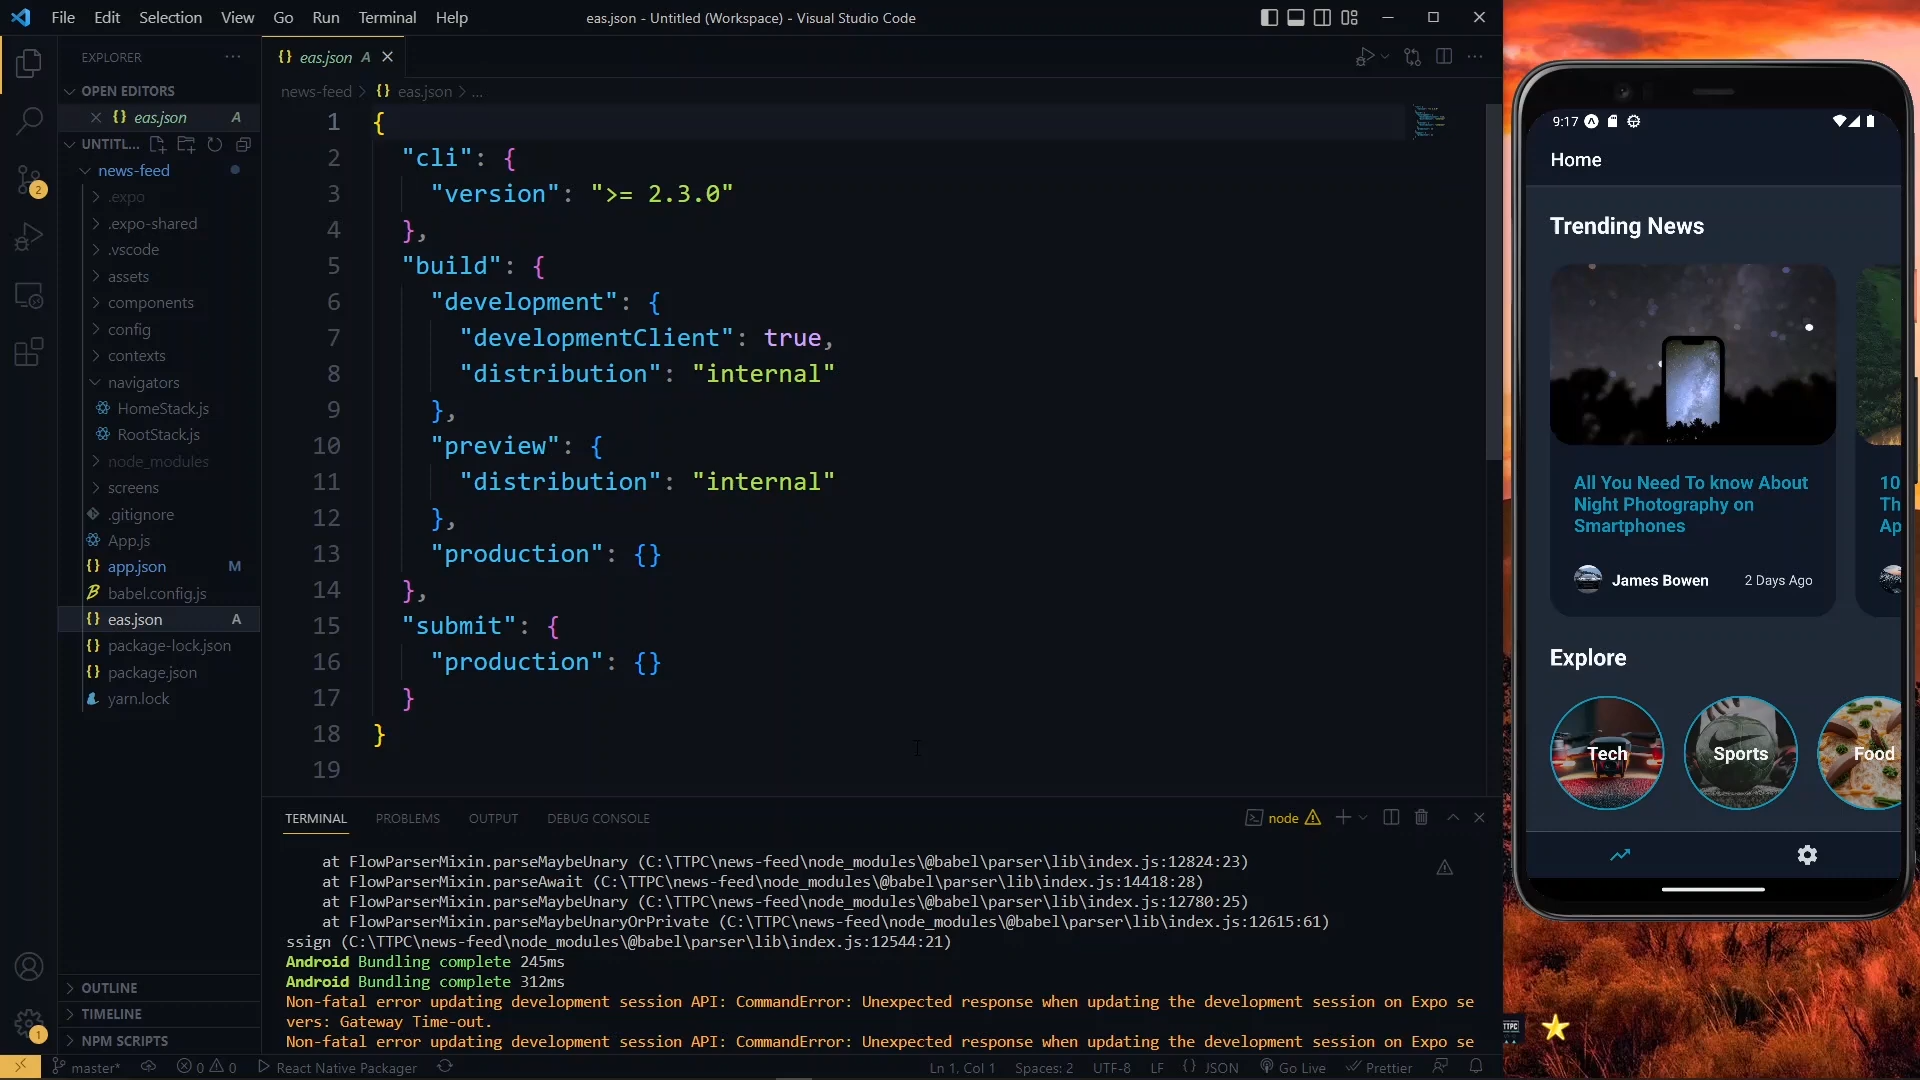 File Edit Selection View Go Run Terminal Help
eas.json - Untitled (Workspace) - Visual Studio Code
EXPLORER
OPEN EDITORS
eas.json A
UNTITL...
news-feed
.expo
.expo-shared
.vscode
assets
components
config
contexts
navigators
HomeStack.js
RootStack.js
node_modules
screens
.gitignore
App.js
app.json M
babel.config.js
eas.json A
package-lock.json
package.json
yarn.lock
OUTLINE
TIMELINE
NPM SCRIPTS
2
1
{} eas.json A
news-feed > {} eas.json > ...
1 {
2 "cli": {
3 "version": ">= 2.3.0"
4 },
5 "build": {
6 "development": {
7 "developmentClient": true,
8 "distribution": "internal"
9 },
10 "preview": {
11 "distribution": "internal"
12 },
13 "production": {}
14 },
15 "submit": {
16 "production": {}
17 }
18 }
19
TERMINAL PROBLEMS OUTPUT DEBUG CONSOLE
node
at FlowParserMixin.parseMaybeUnary (C:\TTPC\news-feed\node_modules\@babel\parser\lib\index.js:12824:23)
at FlowParserMixin.parseAwait (C:\TTPC\news-feed\node_modules\@babel\parser\lib\index.js:14418:28)
at FlowParserMixin.parseMaybeUnary (C:\TTPC\news-feed\node_modules\@babel\parser\lib\index.js:12780:25)
at FlowParserMixin.parseMaybeUnaryOrPrivate (C:\TTPC\news-feed\node_modules\@babel\parser\lib\index.js:12615:61)
ssign (C:\TTPC\news-feed\node_modules\@babel\parser\lib\index.js:12544:21)
Android Bundling complete 245ms
Android Bundling complete 312ms
Non-fatal error updating development session API: CommandError: Unexpected response when updating the development session on Expo se
vers: Gateway Time-out.
Non-fatal error updating development session API: CommandError: Unexpected response when updating the development session on Expo se
master* 0 0 React Native Packager
Ln 1, Col 1 Spaces: 2 UTF-8 LF {} JSON Go Live Prettier
9:17
Home
Trending News
All You Need To know About
Night Photography on
Smartphones
James Bowen 2 Days Ago
10
Th
Ap
Explore
Tech
Sports
Food
TTPC